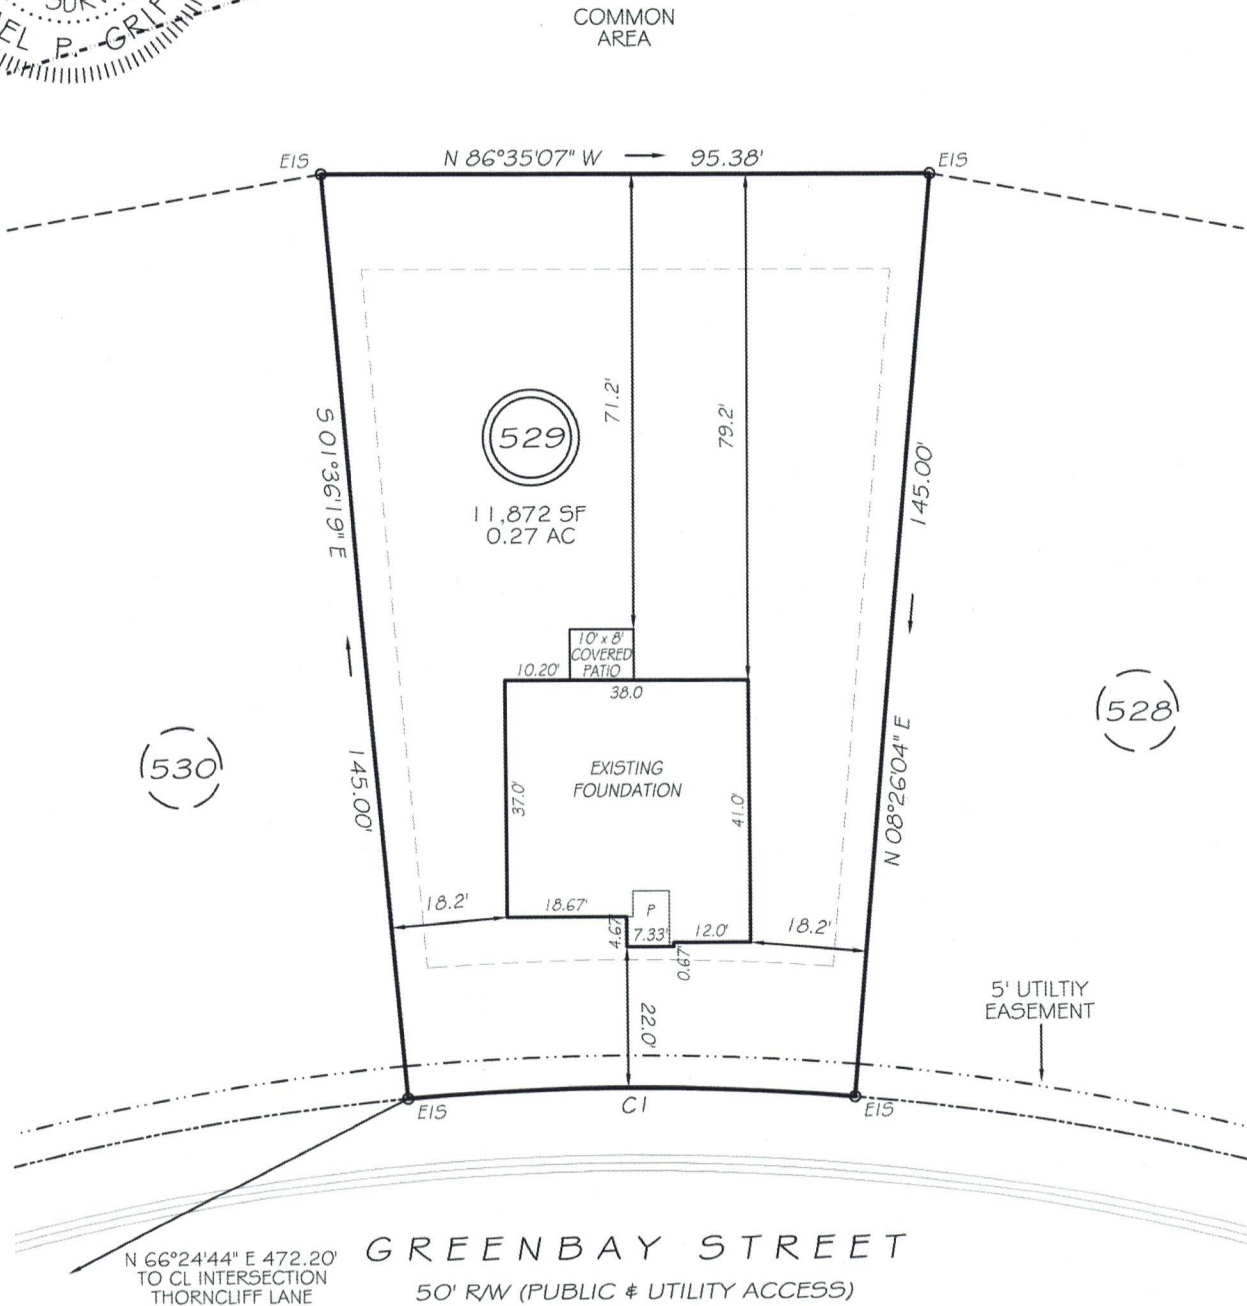 COMMON
AREA
EL P. GRIF
EIS
N 86°35'07" W
95.38'
EIS
71.2'
79.2'
529
11,872 SF
0.27 AC
S 01°36'19" E
145.00'
145.00'
N 08°26'04" E
10' x 8'
COVERED
PATIO
10.20'
38.0
EXISTING
FOUNDATION
37.0'
41.0'
530
528
18.2'
18.67'
P
4.67'
7.33'
12.0'
0.67'
18.2'
22.0'
5' UTILTIY
EASEMENT
EIS
C1
EIS
GREENBAY STREET
50' R/W (PUBLIC & UTILITY ACCESS)
N 66°24'44" E 472.20'
TO CL INTERSECTION
THORNCLIFF LANE